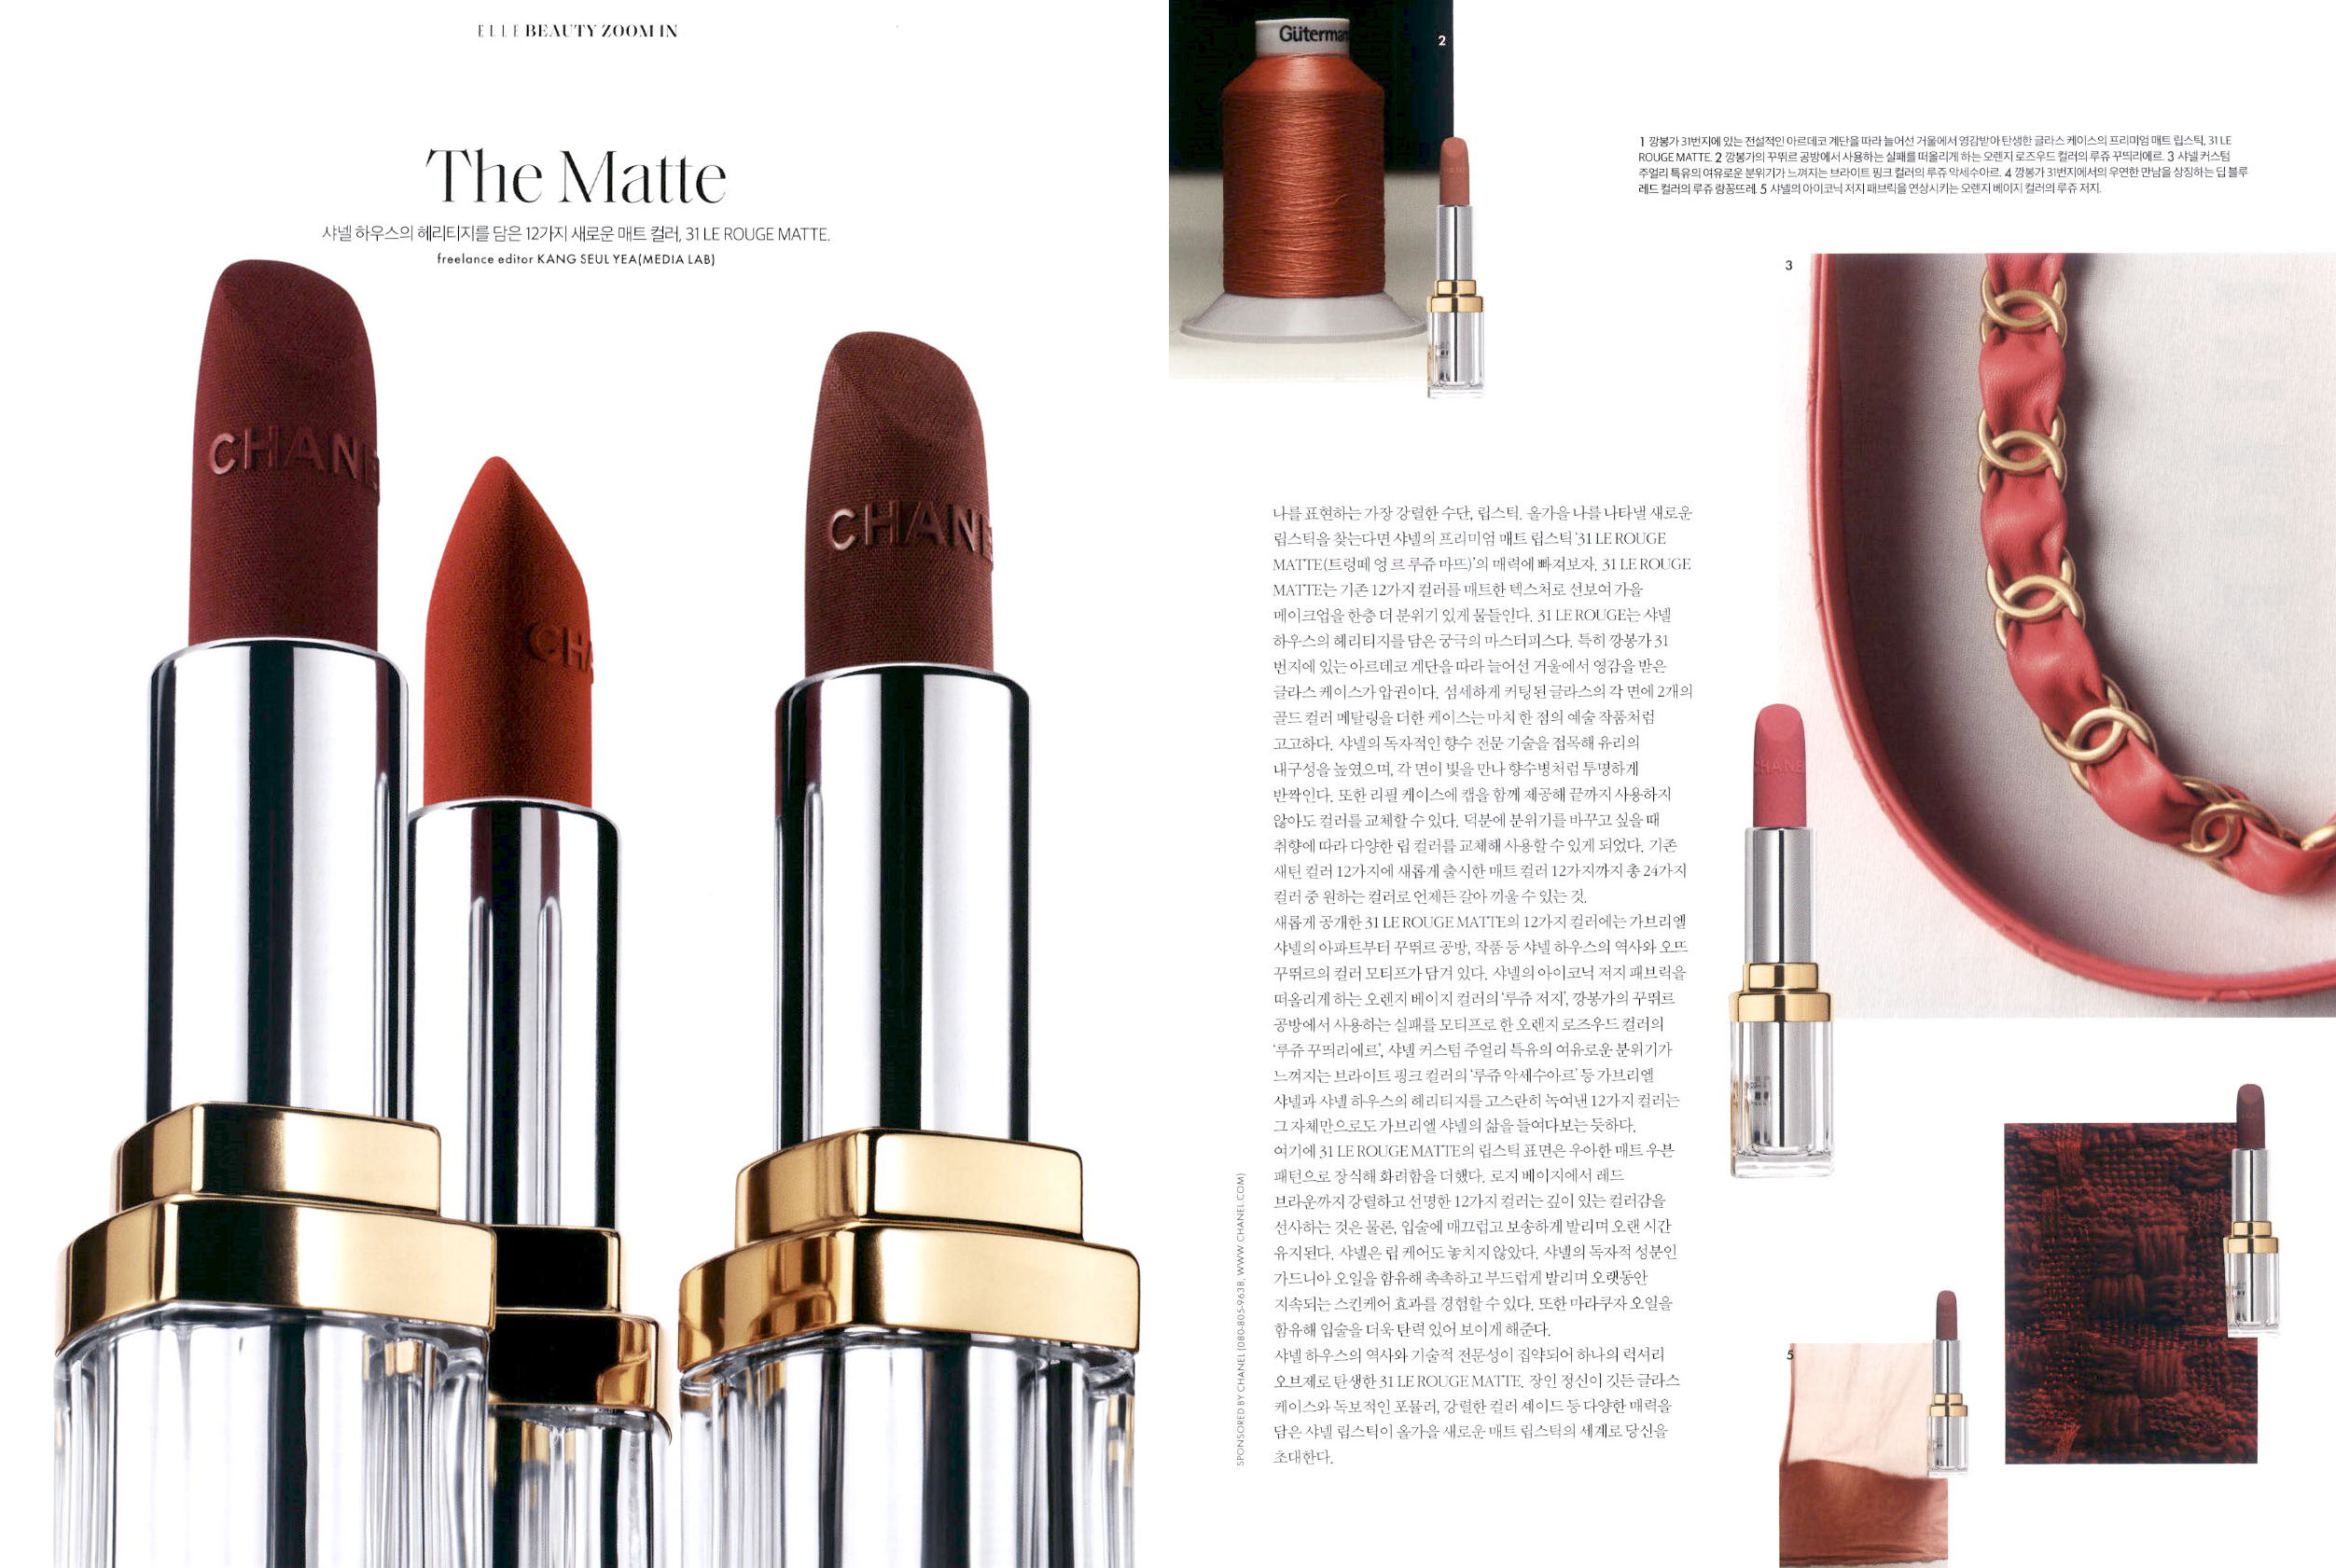 ELLE BEAUTY ZOOM IN
The Matte
샤넬 하우스의 헤리티지를 담은 12가지 새로운 매트 컬러, 31 LE ROUGE MATTE.
freelance editor KANG SEUL YEA(MEDIA LAB)
CHANE
CH
CHANE
Güterman
2
1 깡봉가 31번지에 있는 전설적인 아르데코 계단을 따라 늘어선 거울에서 영감받아 탄생한 글라스 케이스의 프리미엄 매트 립스틱, 31 LE
ROUGE MATTE. 2 깡봉가의 꾸뛰르 공방에서 사용하는 실패를 떠올리게 하는 오렌지 로즈우드 컬러의 루쥬 꾸뜨리에르. 3 샤넬 커스텀
주얼리 특유의 여유로운 분위기가 느껴지는 브라이트 핑크 컬러의 루쥬 악세수아르. 4 깡봉가 31번지에서의 우연한 만남을 상징하는 딥 블루
레드 컬러의 루쥬 랑꽁뜨레. 5 샤넬의 아이코닉 저지 패브릭을 연상시키는 오렌지 베이지 컬러의 루쥬 저지.
3
나를 표현하는 가장 강렬한 수단, 립스틱. 올가을 나를 나타낼 새로운
립스틱을 찾는다면 샤넬의 프리미엄 매트 립스틱 '31 LE ROUGE
MATTE(트렁떼 엉 르 루쥬 마뜨)'의 매력에 빠져보자. 31 LE ROUGE
MATTE는 기존 12가지 컬러를 매트한 텍스처로 선보여 가을
메이크업을 한층 더 분위기 있게 물들인다. 31 LE ROUGE는 샤넬
하우스의 헤리티지를 담은 궁극의 마스터피스다. 특히 깡봉가 31
번지에 있는 아르데코 계단을 따라 늘어선 거울에서 영감을 받은
글라스 케이스가 압권이다. 섬세하게 커팅된 글라스의 각 면에 2개의
골드 컬러 메탈링을 더한 케이스는 마치 한 점의 예술 작품처럼
고고하다. 샤넬의 독자적인 향수 전문 기술을 접목해 유리의
내구성을 높였으며, 각 면이 빛을 만나 향수병처럼 투명하게
반짝인다. 또한 리필 케이스에 캡을 함께 제공해 끝까지 사용하지
않아도 컬러를 교체할 수 있다. 덕분에 분위기를 바꾸고 싶을 때
취향에 따라 다양한 립 컬러를 교체해 사용할 수 있게 되었다. 기존
새틴 컬러 12가지에 새롭게 출시한 매트 컬러 12가지까지 총 24가지
컬러 중 원하는 컬러로 언제든 갈아 끼울 수 있는 것.
새롭게 공개한 31 LE ROUGE MATTE의 12가지 컬러에는 가브리엘
샤넬의 아파트부터 꾸뛰르 공방, 작품 등 샤넬 하우스의 역사와 오뜨
꾸뛰르의 컬러 모티프가 담겨 있다. 샤넬의 아이코닉 저지 패브릭을
떠올리게 하는 오렌지 베이지 컬러의 '루쥬 저지', 깡봉가의 꾸뛰르
공방에서 사용하는 실패를 모티프로 한 오렌지 로즈우드 컬러의
'루쥬 꾸뜨리에르', 샤넬 커스텀 주얼리 특유의 여유로운 분위기가
느껴지는 브라이트 핑크 컬러의 '루쥬 악세수아르' 등 가브리엘
샤넬과 샤넬 하우스의 헤리티지를 고스란히 녹여낸 12가지 컬러는
그 자체만으로도 가브리엘 샤넬의 삶을 들여다보는 듯하다.
여기에 31 LE ROUGE MATTE의 립스틱 표면은 우아한 매트 우븐
패턴으로 장식해 화려함을 더했다. 로지 베이지에서 레드
브라운까지 강렬하고 선명한 12가지 컬러는 깊이 있는 컬러감을
선사하는 것은 물론, 입술에 매끄럽고 보송하게 발리며 오랜 시간
유지된다. 샤넬은 립 케어도 놓치지 않았다. 샤넬의 독자적 성분인
가드니아 오일을 함유해 촉촉하고 부드럽게 발리며 오랫동안
지속되는 스킨케어 효과를 경험할 수 있다. 또한 마라쿠자 오일을
함유해 입술을 더욱 탄력 있어 보이게 해준다.
샤넬 하우스의 역사와 기술적 전문성이 집약되어 하나의 럭셔리
오브제로 탄생한 31 LE ROUGE MATTE. 장인 정신이 깃든 글라스
케이스와 독보적인 포뮬러, 강렬한 컬러 셰이드 등 다양한 매력을
담은 샤넬 립스틱이 올가을 새로운 매트 립스틱의 세계로 당신을
초대한다.
SPONSORED BY CHANEL (080-805-9638, WWW.CHANEL.COM)
CHANE
5